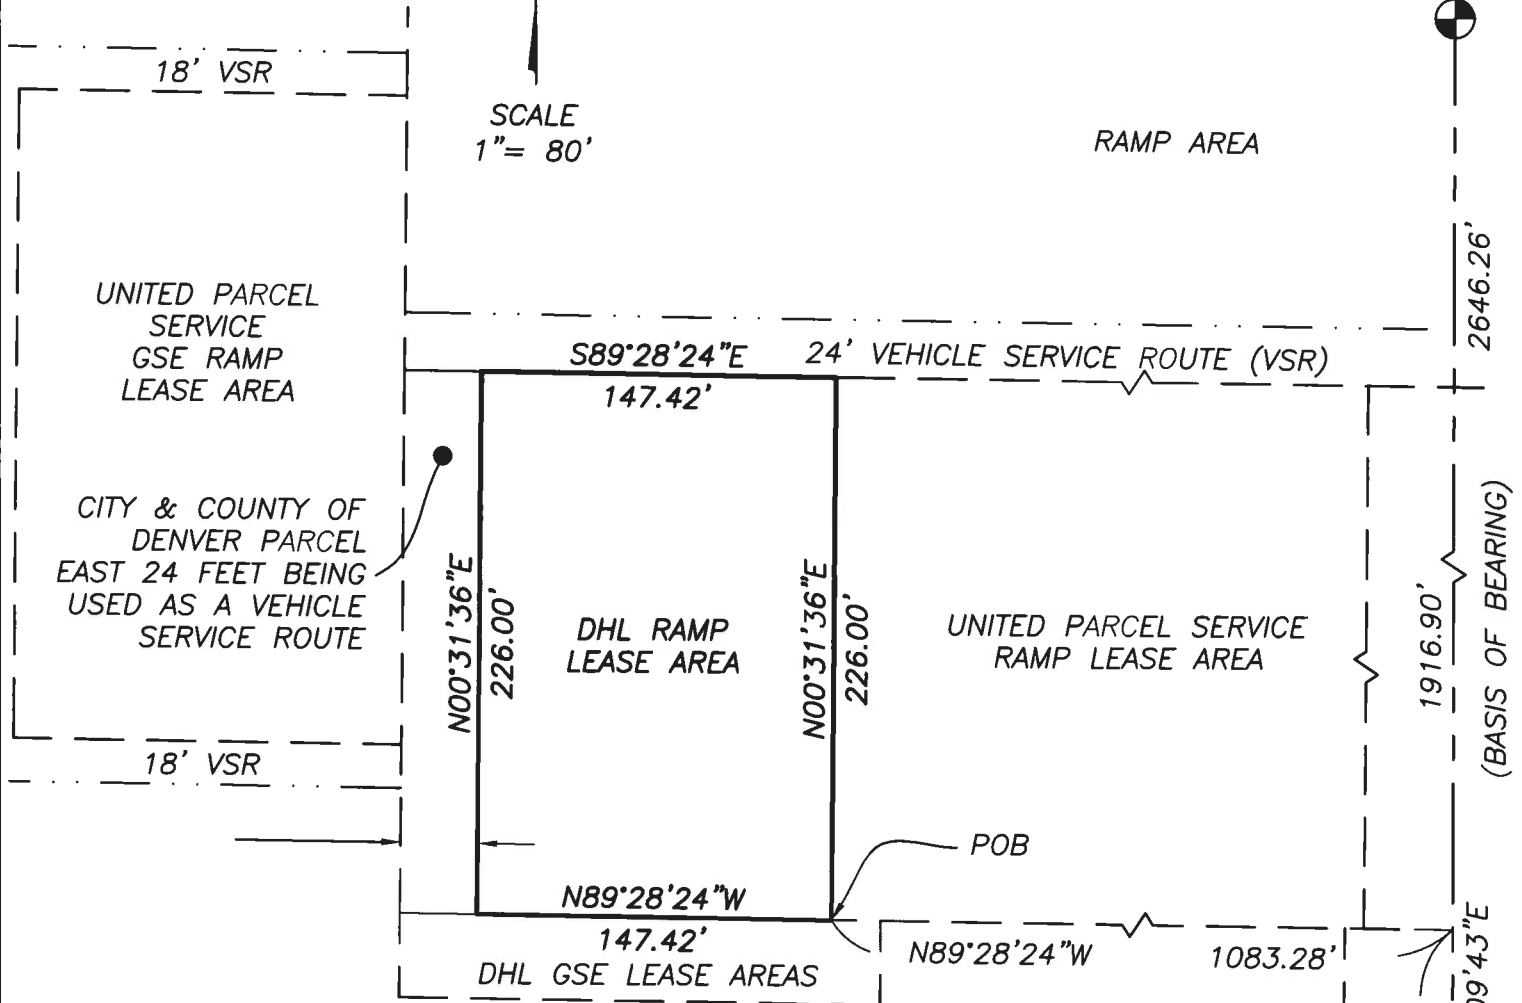 18' VSR
SCALE
1"= 80'
RAMP AREA
2646.26'
UNITED PARCEL
SERVICE
GSE RAMP
LEASE AREA
S89°28'24"E
24' VEHICLE SERVICE ROUTE (VSR)
147.42'
CITY & COUNTY OF
DENVER PARCEL
EAST 24 FEET BEING
USED AS A VEHICLE
SERVICE ROUTE
N00°31'36"E
226.00'
DHL RAMP
LEASE AREA
N00°31'36"E
226.00'
UNITED PARCEL SERVICE
RAMP LEASE AREA
1916.90'
(BASIS OF BEARING)
18' VSR
POB
N89°28'24"W
147.42'
DHL GSE LEASE AREAS
N89°28'24"W
1083.28'
09'43"E